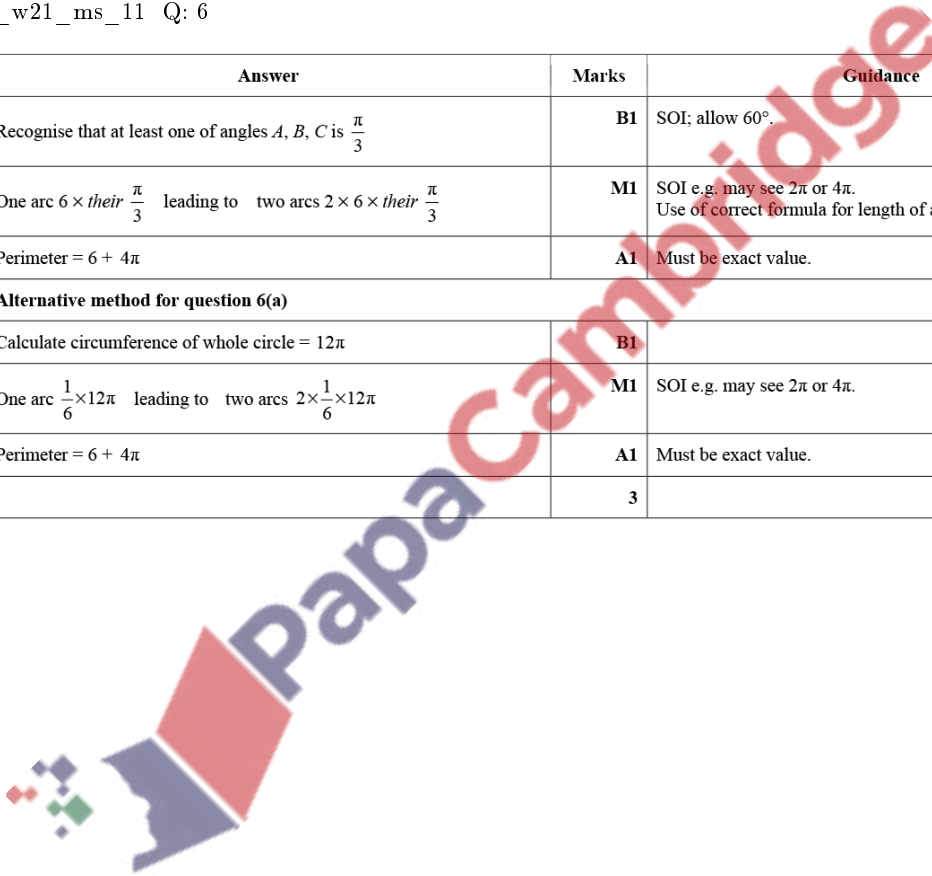 _w21_ms_11 Q: 6
Answer Marks Guidance
Recognise that at least one of angles A, B, C is π/3 B1 SOI; allow 60°.
One arc 6 × their π/3 leading to two arcs 2 × 6 × their π/3 M1 SOI e.g. may see 2π or 4π.
Use of correct formula for length of
Perimeter = 6 + 4π A1 Must be exact value.
Alternative method for question 6(a)
Calculate circumference of whole circle = 12π B1
One arc 1/6×12π leading to two arcs 2×1/6×12π M1 SOI e.g. may see 2π or 4π.
Perimeter = 6 + 4π A1 Must be exact value.
3
PapaCambridge